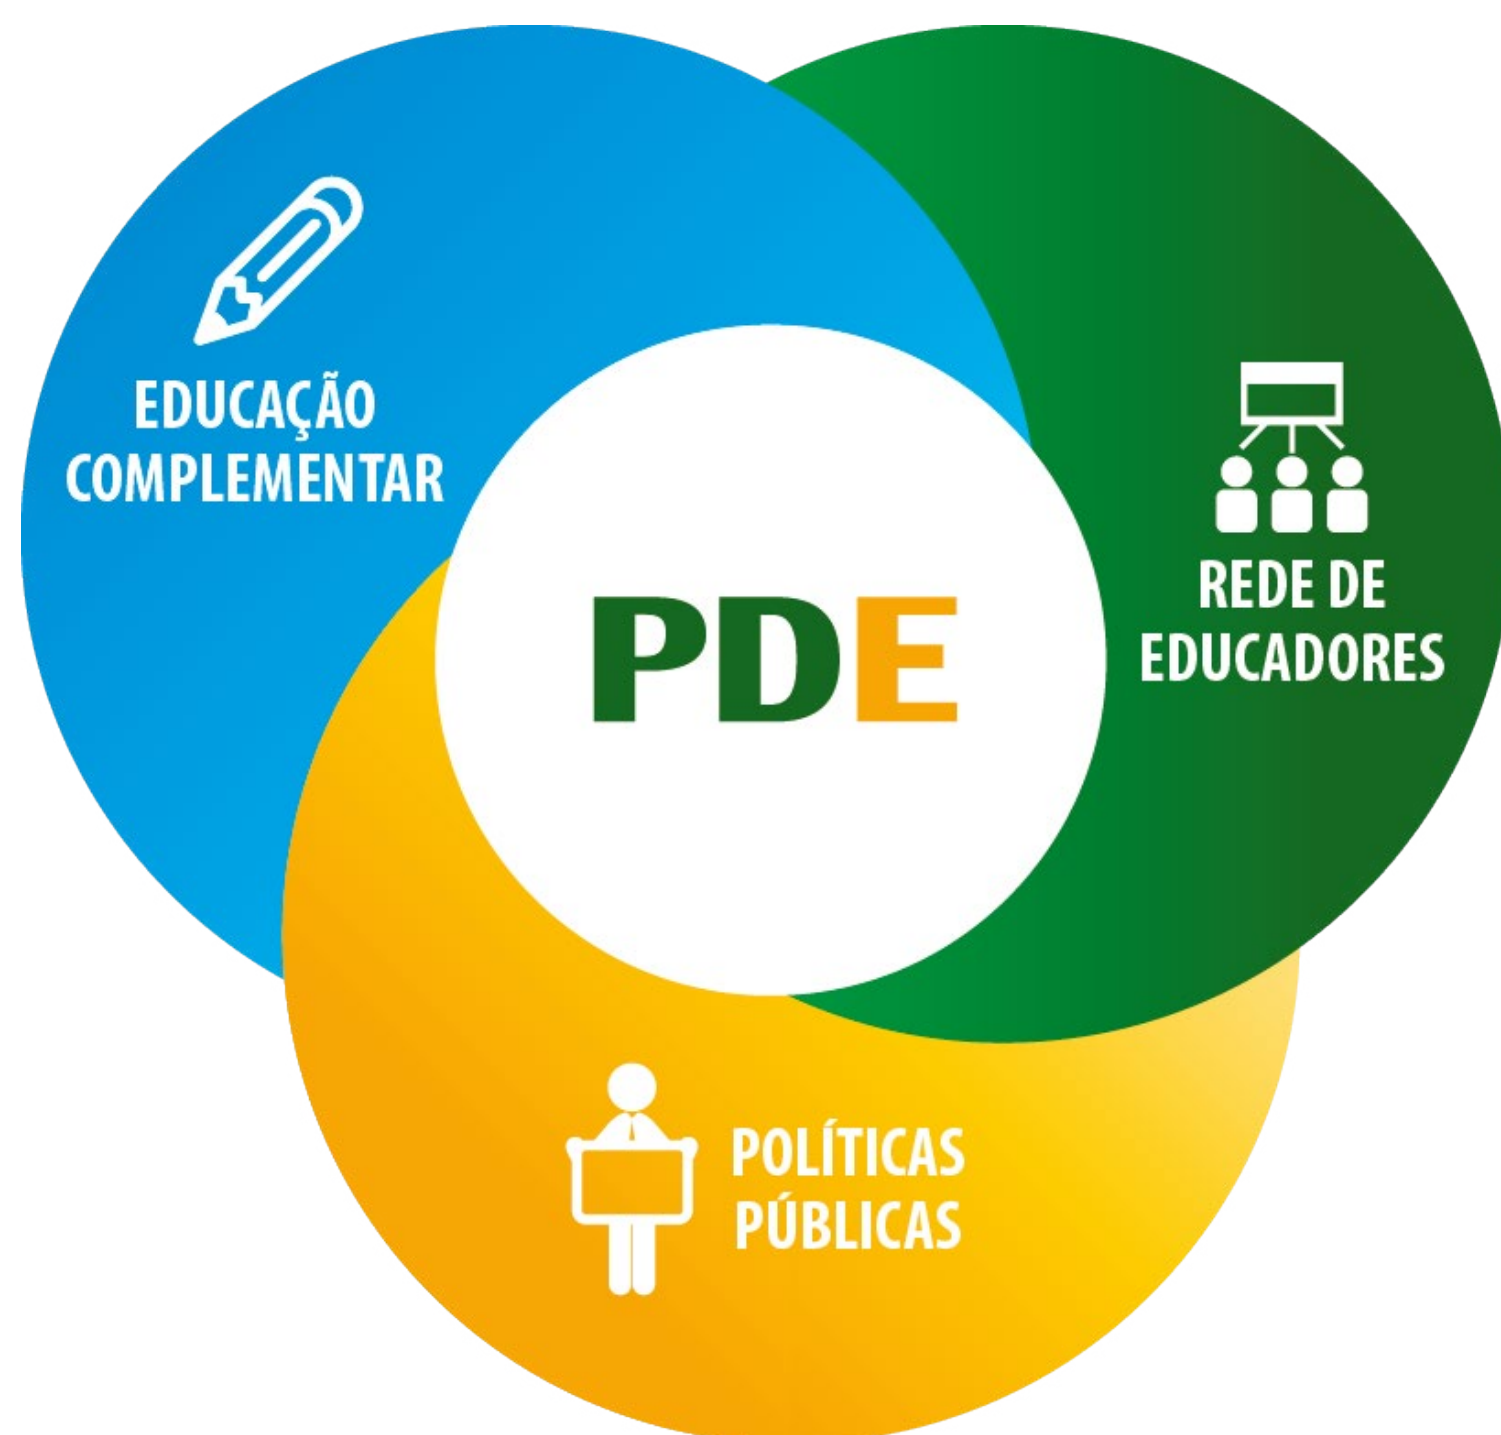 EDUCAÇÃO
COMPLEMENTAR
REDE DE
EDUCADORES
PDE
POLÍTICAS
PÚBLICAS